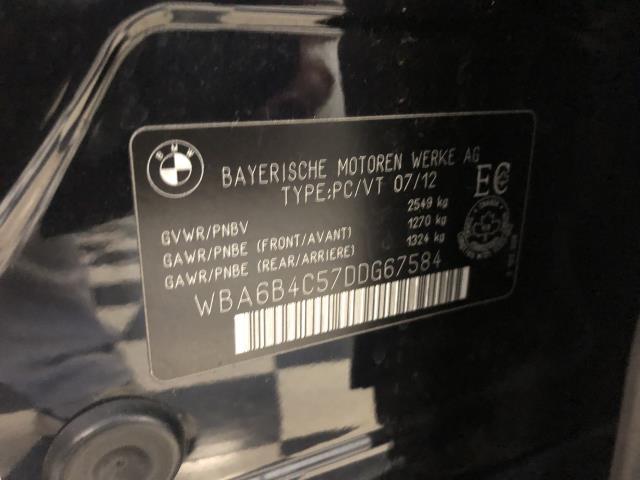 BMW
BAYERISCHE MOTOREN WERKE AG
TYPE:PC/VT 07/12
GVWR/PNBV 2549 kg
GAWR/PNBE (FRONT/AVANT) 1270 kg
GAWR/PNBE (REAR/ARRIERE) 1324 kg
WBA6B4C57DDG67584